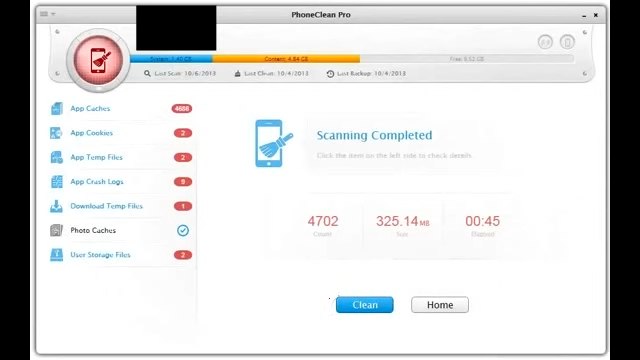 PhoneClean Pro
System: 1.40 GB Content: 4.84 GB Free: 6.32 GB
Last Scan: 10/6/2013 Last Clean: 10/4/2013 Last Backup: 10/4/2013
App Caches 4686
App Cookies 2
App Temp Files 2
App Crash Logs 9
Download Temp Files 1
Photo Caches
User Storage Files 2
Scanning Completed
Click the item on the left side to check details
4702 325.14 MB 00:45
Count Size Elapsed
Clean Home